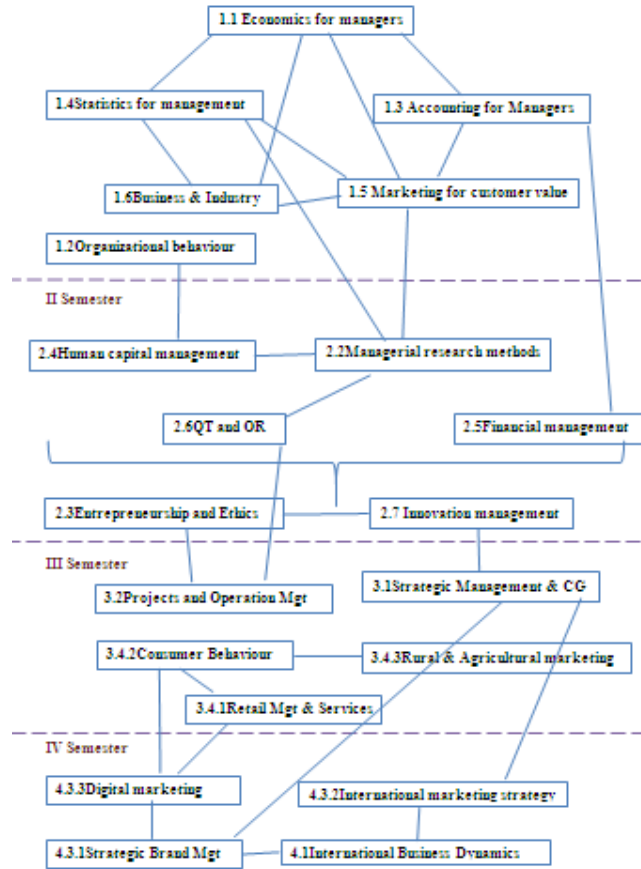 1.1 Economics for managers
1.4Statistics for management
1.3 Accounting for Managers
1.6Business & Industry
1.5 Marketing for customer value
1.2Organizational behaviour
II Semester
2.4Human capital management
2.2Managerial research methods
2.6QT and OR
2.5Financial management
2.3Entrepreneurship and Ethics
2.7 Innovation management
III Semester
3.2Projects and Operation Mgt
3.1Strategic Management & CG
3.4.2Consumer Behaviour
3.4.3Rural & Agricultural marketing
3.4.1Retail Mgt & Services
IV Semester
4.3.3Digital marketing
4.3.2International marketing strategy
4.3.1Strategic Brand Mgt
4.1International Business Dynamics